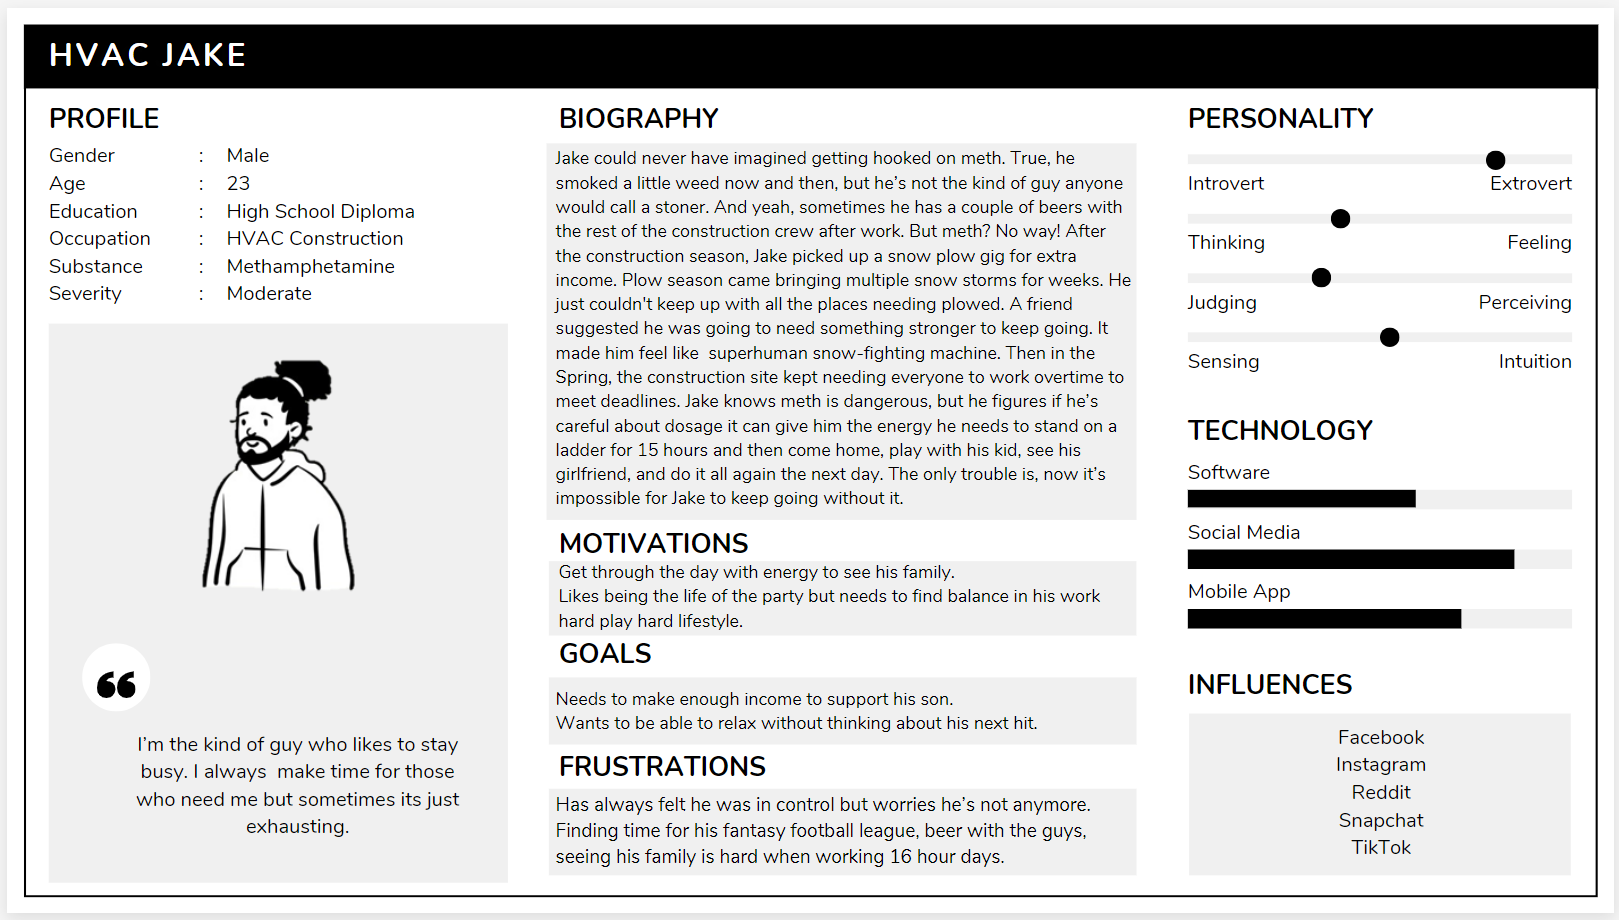 HVAC JAKE
PROFILE
Gender : Male
Age : 23
Education : High School Diploma
Occupation : HVAC Construction
Substance : Methamphetamine
Severity : Moderate
“
I’m the kind of guy who likes to stay
busy. I always  make time for those
who need me but sometimes its just
exhausting.
BIOGRAPHY
Jake could never have imagined getting hooked on meth. True, he
smoked a little weed now and then, but he’s not the kind of guy anyone
would call a stoner. And yeah, sometimes he has a couple of beers with
the rest of the construction crew after work. But meth? No way! After
the construction season, Jake picked up a snow plow gig for extra
income. Plow season came bringing multiple snow storms for weeks. He
just couldn't keep up with all the places needing plowed. A friend
suggested he was going to need something stronger to keep going. It
made him feel like  superhuman snow-fighting machine. Then in the
Spring, the construction site kept needing everyone to work overtime to
meet deadlines. Jake knows meth is dangerous, but he figures if he’s
careful about dosage it can give him the energy he needs to stand on a
ladder for 15 hours and then come home, play with his kid, see his
girlfriend, and do it all again the next day. The only trouble is, now it’s
impossible for Jake to keep going without it.
MOTIVATIONS
Get through the day with energy to see his family.
Likes being the life of the party but needs to find balance in his work
hard play hard lifestyle.
GOALS
Needs to make enough income to support his son.
Wants to be able to relax without thinking about his next hit.
FRUSTRATIONS
Has always felt he was in control but worries he’s not anymore.
Finding time for his fantasy football league, beer with the guys,
seeing his family is hard when working 16 hour days.
PERSONALITY
Introvert Extrovert
Thinking Feeling
Judging Perceiving
Sensing Intuition
TECHNOLOGY
Software
Social Media
Mobile App
INFLUENCES
Facebook
Instagram
Reddit
Snapchat
TikTok